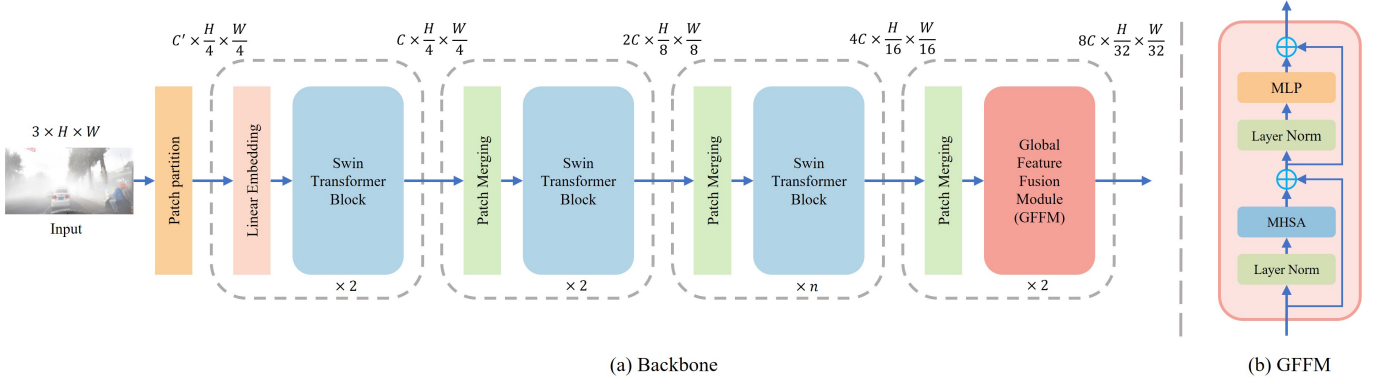 C′ × H/4 × W/4
C × H/4 × W/4
2C × H/8 × W/8
4C × H/16 × W/16
8C × H/32 × W/32
3 × H × W
Input
Patch partition
Linear Embedding
Swin
Transformer
Block
× 2
Patch Merging
Swin
Transformer
Block
× 2
Patch Merging
Swin
Transformer
Block
× n
Patch Merging
Global
Feature
Fusion
Module
(GFFM)
× 2
(a) Backbone
MLP
Layer Norm
MHSA
Layer Norm
(b) GFFM